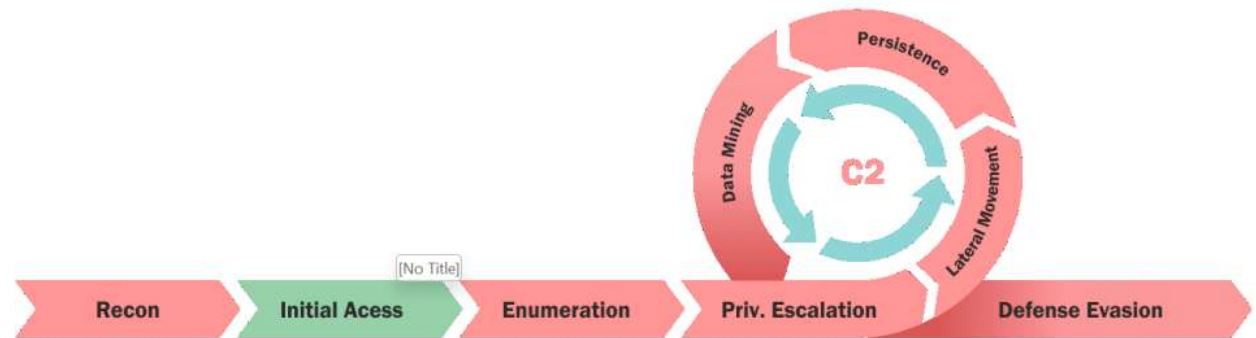 Persistence
Data Mining
C2
Lateral Movement
[No Title]
Recon
Initial Acess
Enumeration
Priv. Escalation
Defense Evasion